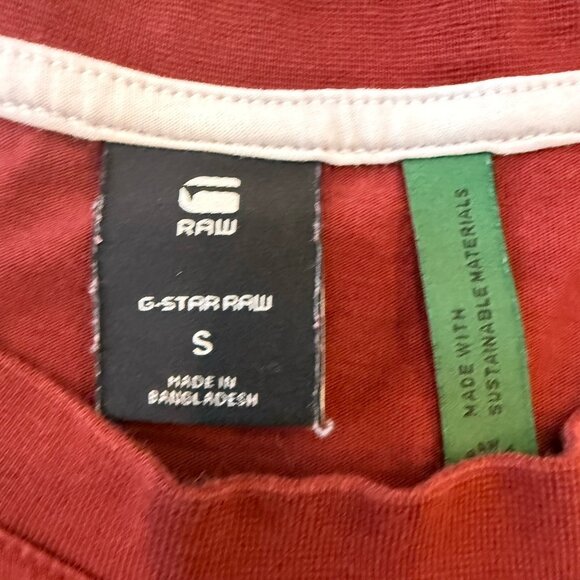 RAW
G-STAR RAW
S
MADE IN
BANGLADESH
MADE WITH
SUSTAINABLE MATERIALS